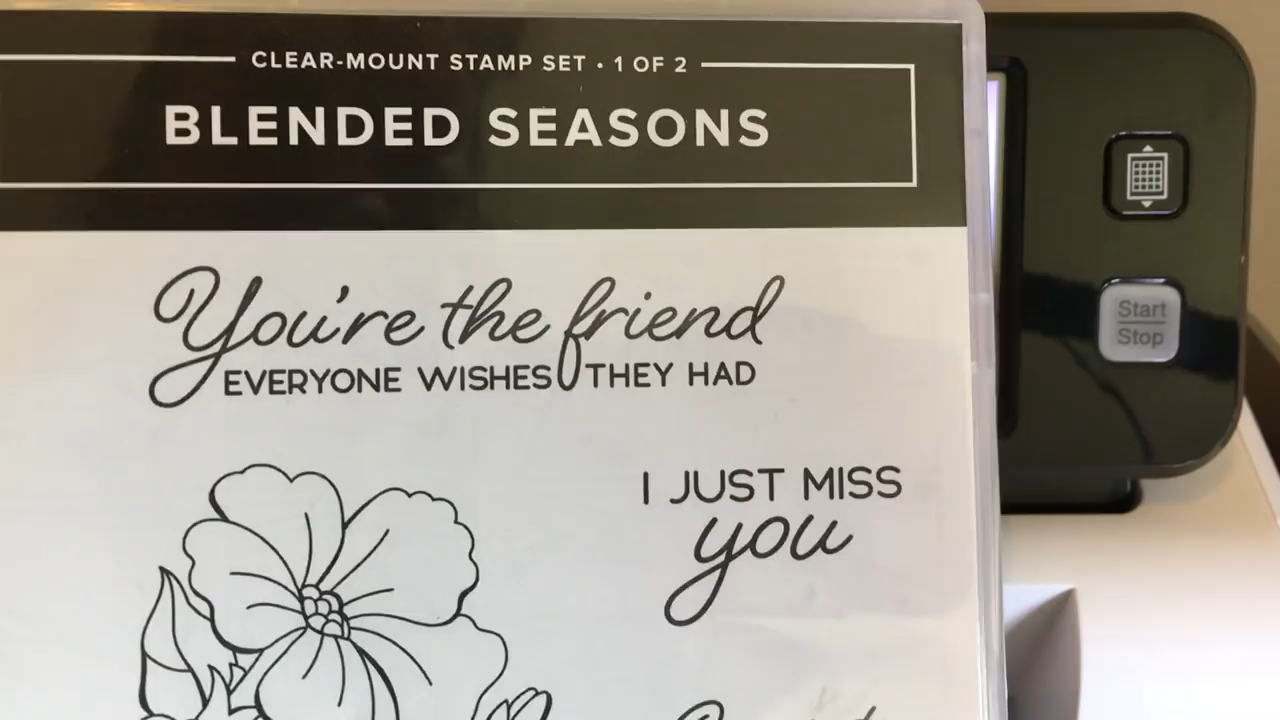 CLEAR-MOUNT STAMP SET • 1 OF 2
BLENDED SEASONS
You're the friend
EVERYONE WISHES THEY HAD
I JUST MISS
you
Start
Stop